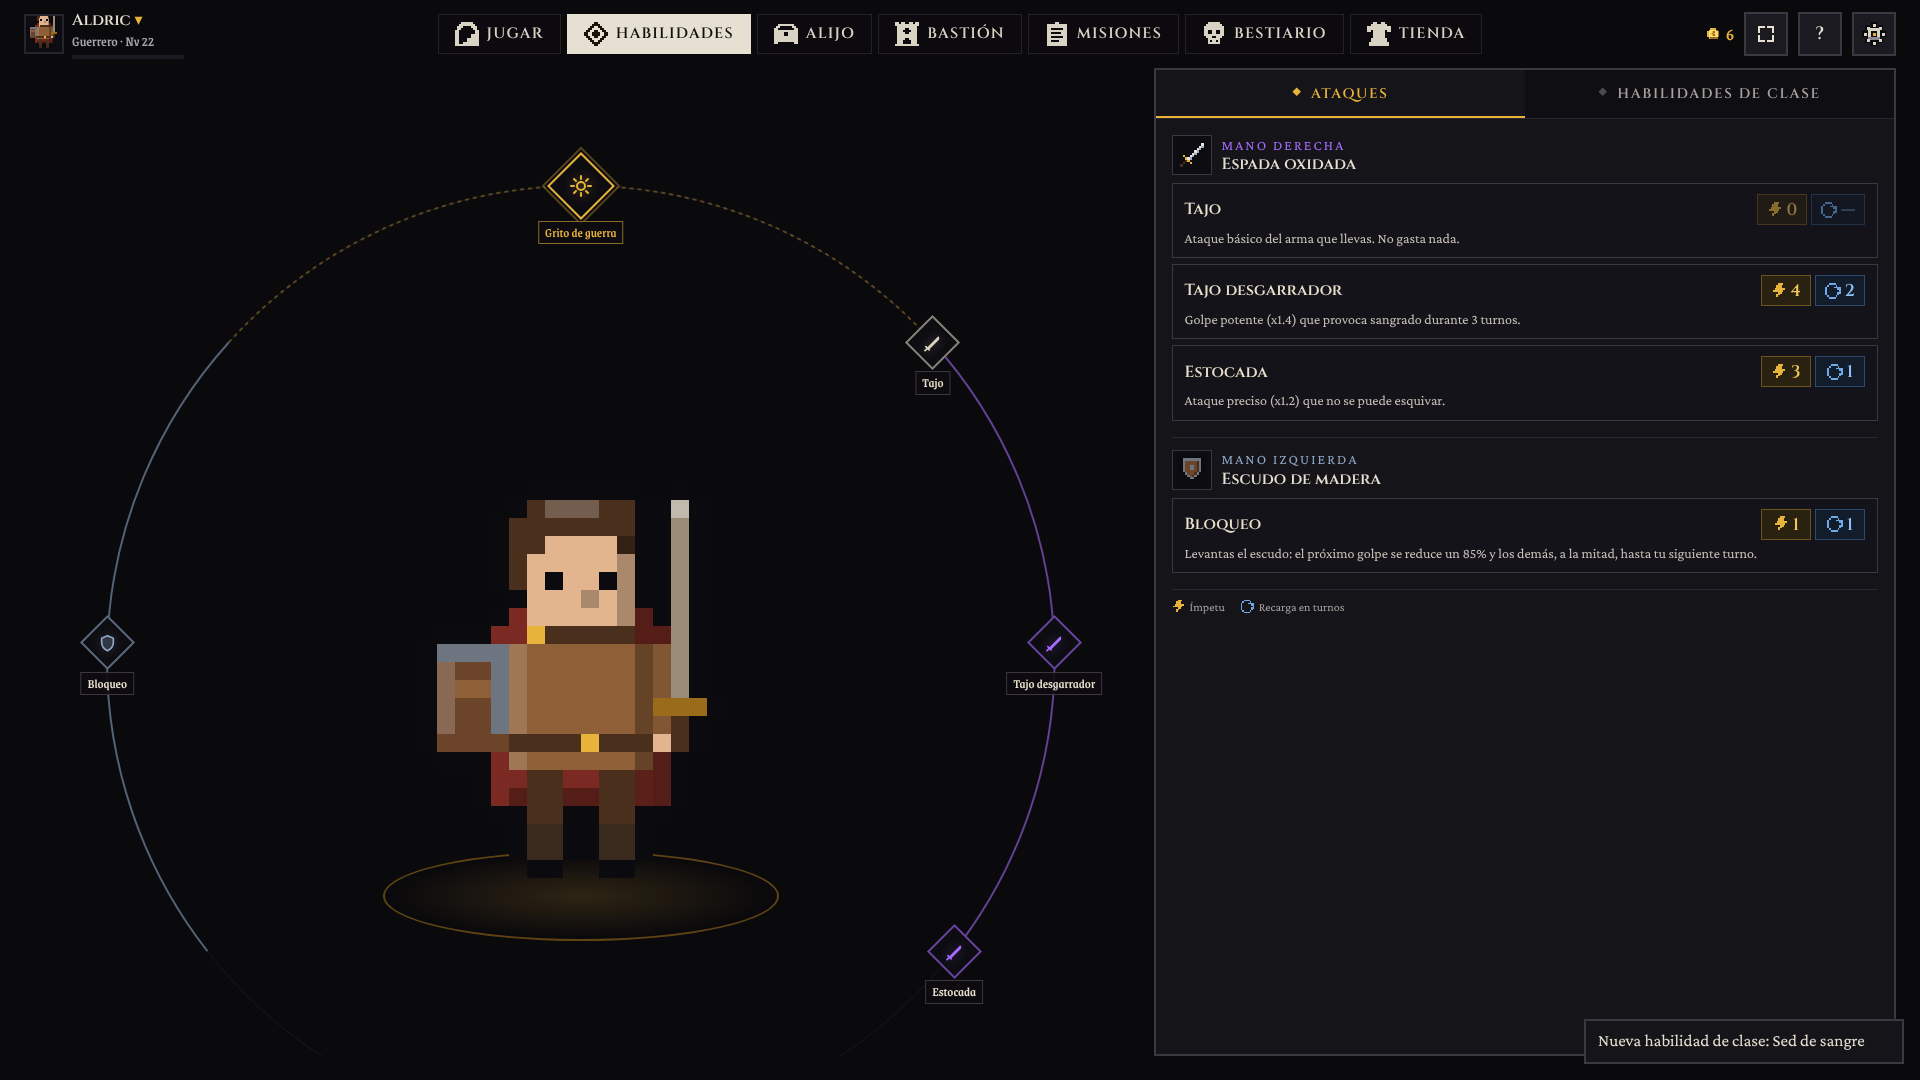 ALDRIC ▼
Guerrero · Nv 22
JUGAR
HABILIDADES
ALIJO
BASTIÓN
MISIONES
BESTIARIO
TIENDA
6
?
Grito de guerra
Tajo
Bloqueo
Tajo desgarrador
Estocada
ATAQUES
HABILIDADES DE CLASE
MANO DERECHA
ESPADA OXIDADA
TAJO
0
—
Ataque básico del arma que llevas. No gasta nada.
TAJO DESGARRADOR
4
2
Golpe potente (x1.4) que provoca sangrado durante 3 turnos.
ESTOCADA
3
1
Ataque preciso (x1.2) que no se puede esquivar.
MANO IZQUIERDA
ESCUDO DE MADERA
BLOQUEO
1
1
Levantas el escudo: el próximo golpe se reduce un 85% y los demás, a la mitad, hasta tu siguiente turno.
Ímpetu
Recarga en turnos
Nueva habilidad de clase: Sed de sangre